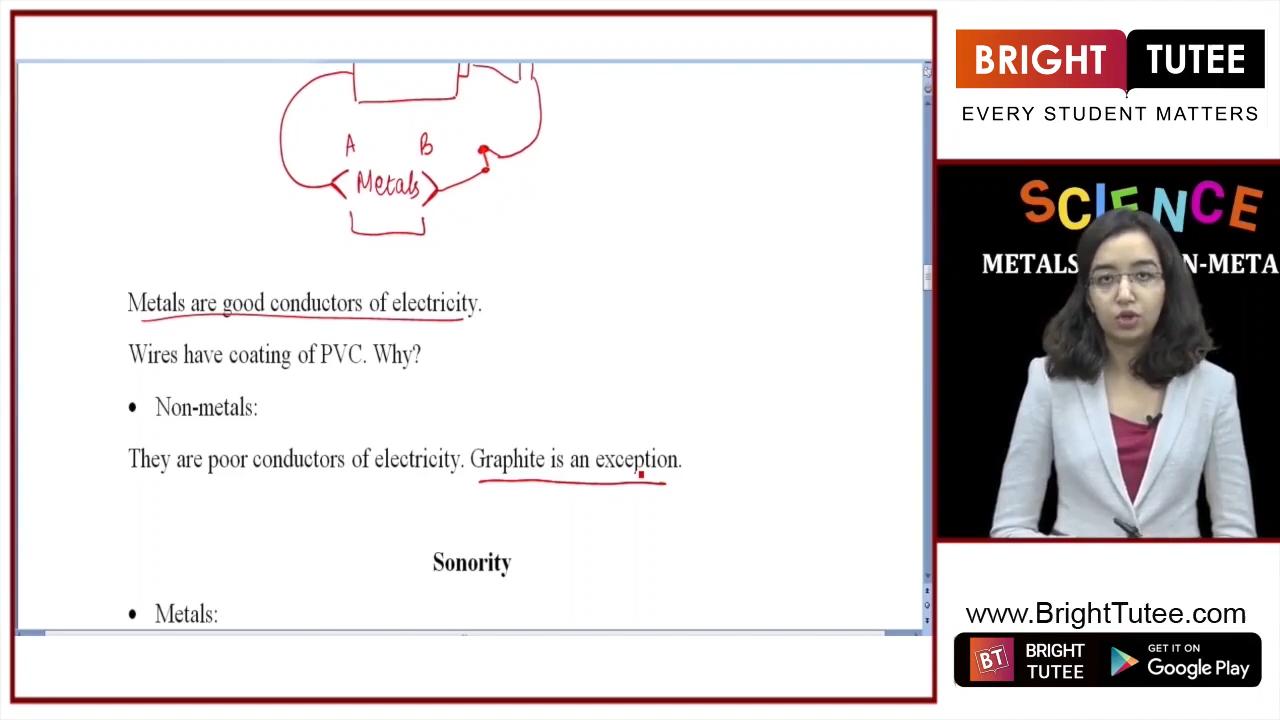 A B
Metals
Metals are good conductors of electricity.
Wires have coating of PVC. Why?
• Non-metals:
They are poor conductors of electricity. Graphite is an exception.
Sonority
• Metals:
BRIGHT TUTEE
EVERY STUDENT MATTERS
SCIENCE
METALS N-META
www.BrightTutee.com
BT
BRIGHT
TUTEE
GET IT ON
Google Play